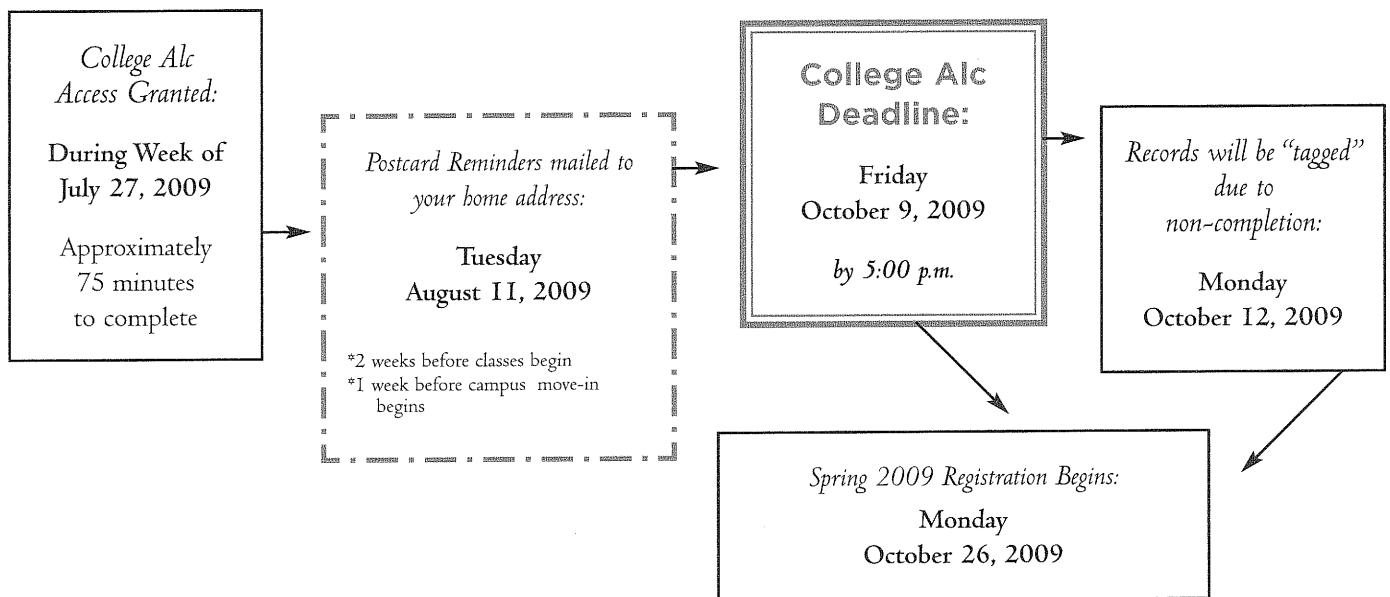 College Alc
Access Granted:
During Week of
July 27, 2009
Approximately
75 minutes
to complete
Postcard Reminders mailed to
your home address:
Tuesday
August 11, 2009
*2 weeks before classes begin
*1 week before campus move-in
begins
College Alc
Deadline:
Friday
October 9, 2009
by 5:00 p.m.
Records will be "tagged"
due to
non-completion:
Monday
October 12, 2009
Spring 2009 Registration Begins:
Monday
October 26, 2009